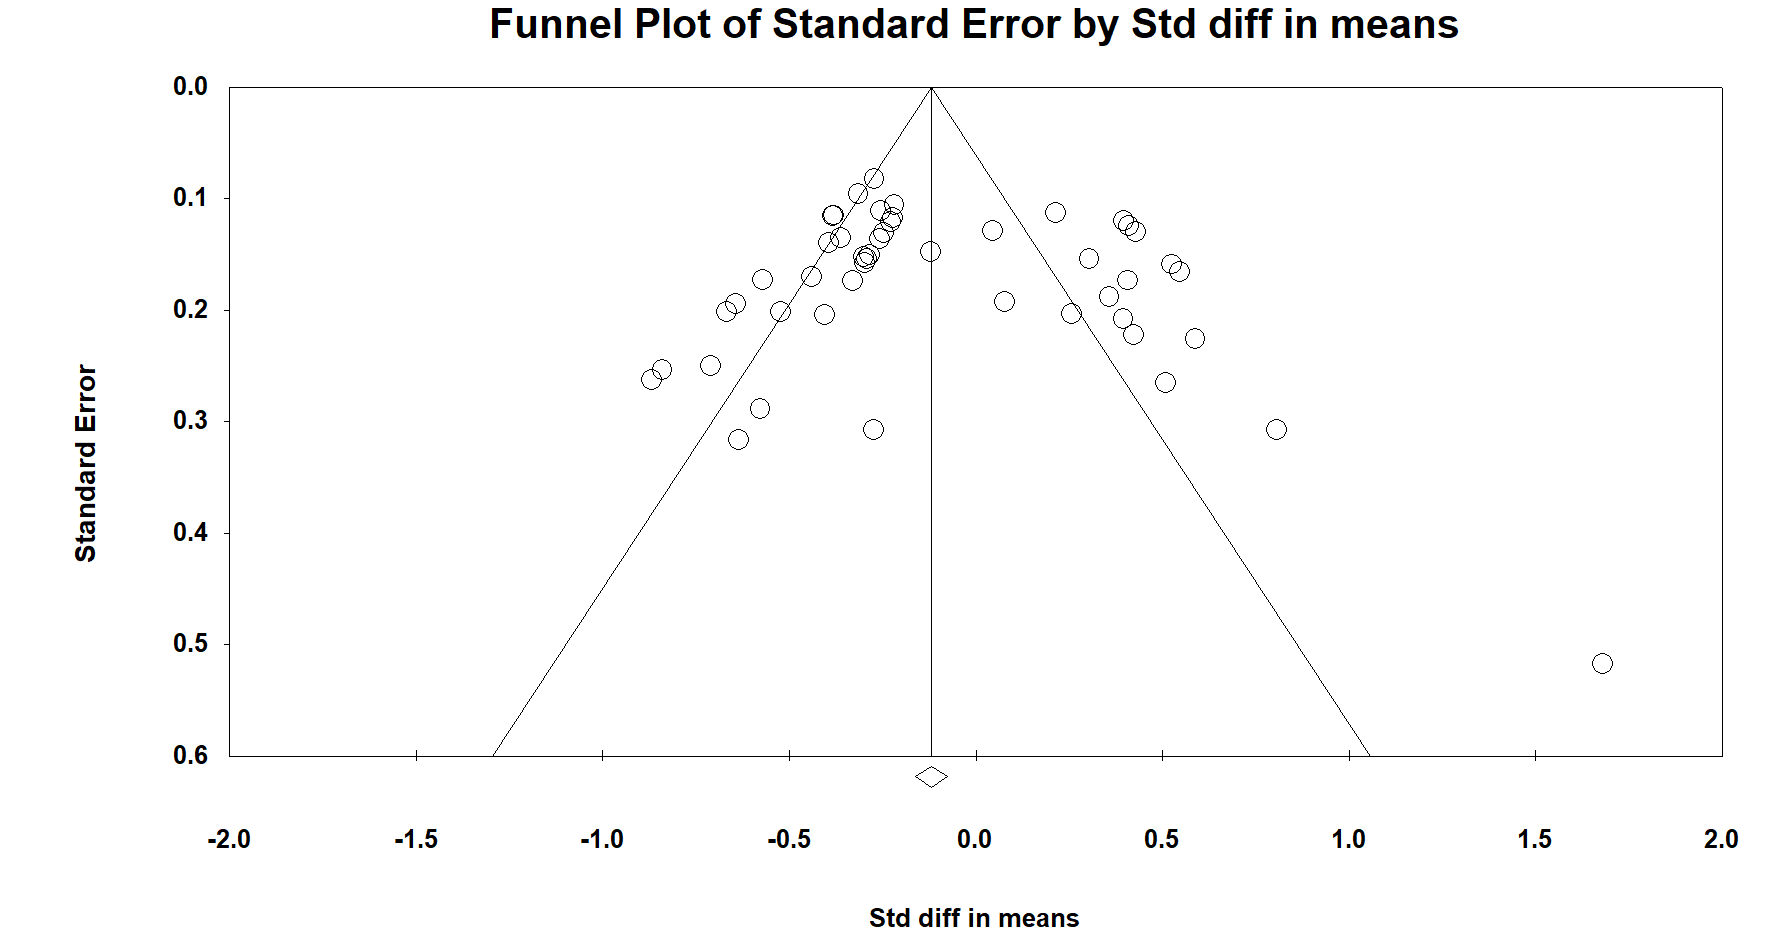 Funnel Plot of Standard Error by Std diff in means
0.0
0.1
0.2
0.3
0.4
0.5
0.6
Standard Error
-2.0 -1.5 -1.0 -0.5 0.0 0.5 1.0 1.5 2.0
Std diff in means